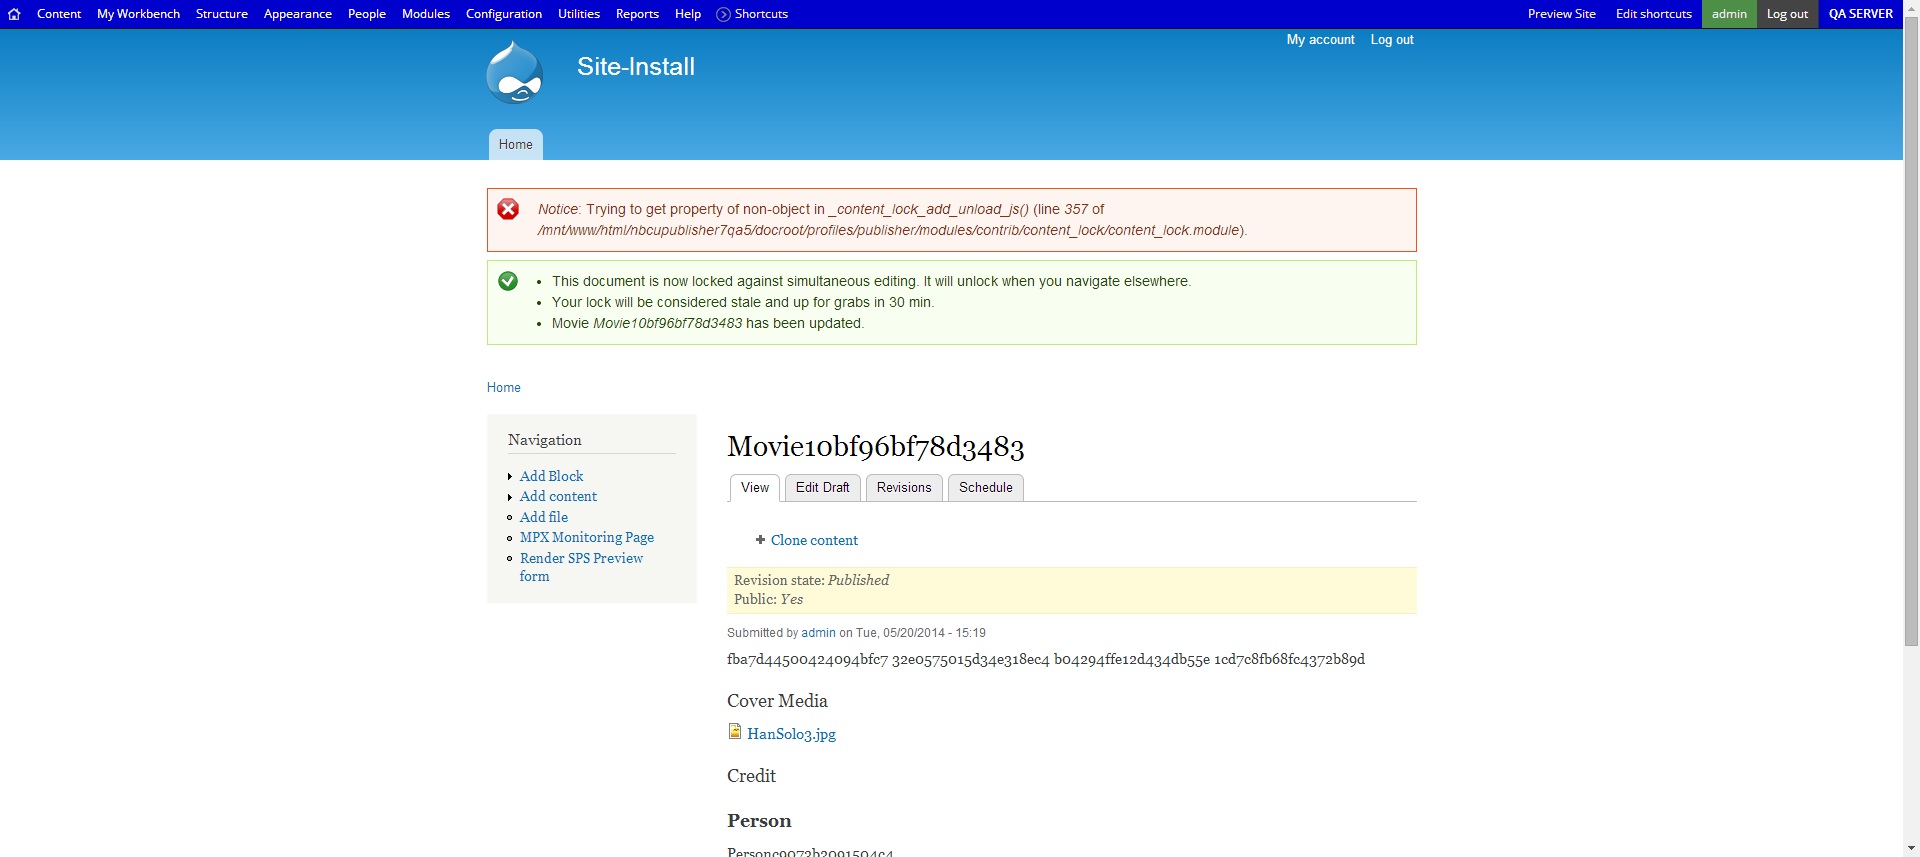 Content My Workbench Structure Appearance People Modules Configuration Utilities Reports Help Shortcuts Preview Site Edit shortcuts admin Log out QA SERVER
My account Log out
Site-Install
Home
Notice: Trying to get property of non-object in _content_lock_add_unload_js() (line 357 of
/mnt/www/html/nbcupublisher7qa5/docroot/profiles/publisher/modules/contrib/content_lock/content_lock.module).
This document is now locked against simultaneous editing. It will unlock when you navigate elsewhere.
Your lock will be considered stale and up for grabs in 30 min.
Movie Movie10bf96bf78d3483 has been updated.
Home
Navigation
Add Block
Add content
Add file
MPX Monitoring Page
Render SPS Preview
form
Movie10bf96bf78d3483
View Edit Draft Revisions Schedule
Clone content
Revision state: Published
Public: Yes
Submitted by admin on Tue, 05/20/2014 - 15:19
fba7d44500424094bfc7 32e0575015d34e318ec4 b04294ffe12d434db55e 1cd7c8fb68fc4372b89d
Cover Media
HanSolo3.jpg
Credit
Person
Personc9073b2091504c4